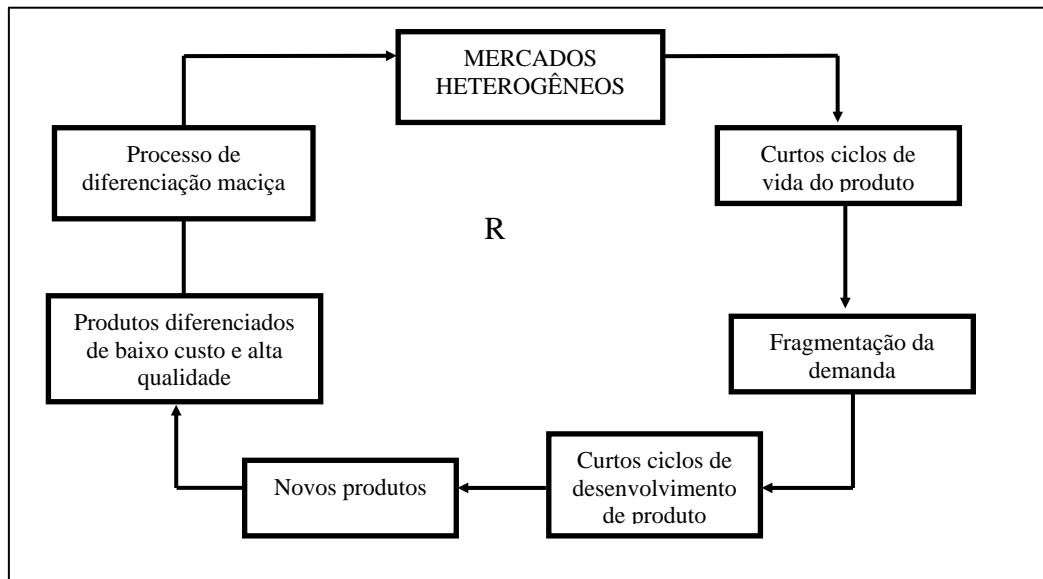 MERCADOS
HETEROGÊNEOS
Processo de
diferenciação maciça
Curtos ciclos de
vida do produto
R
Produtos diferenciados
de baixo custo e alta
qualidade
Fragmentação da
demanda
Novos produtos
Curtos ciclos de
desenvolvimento
de produto